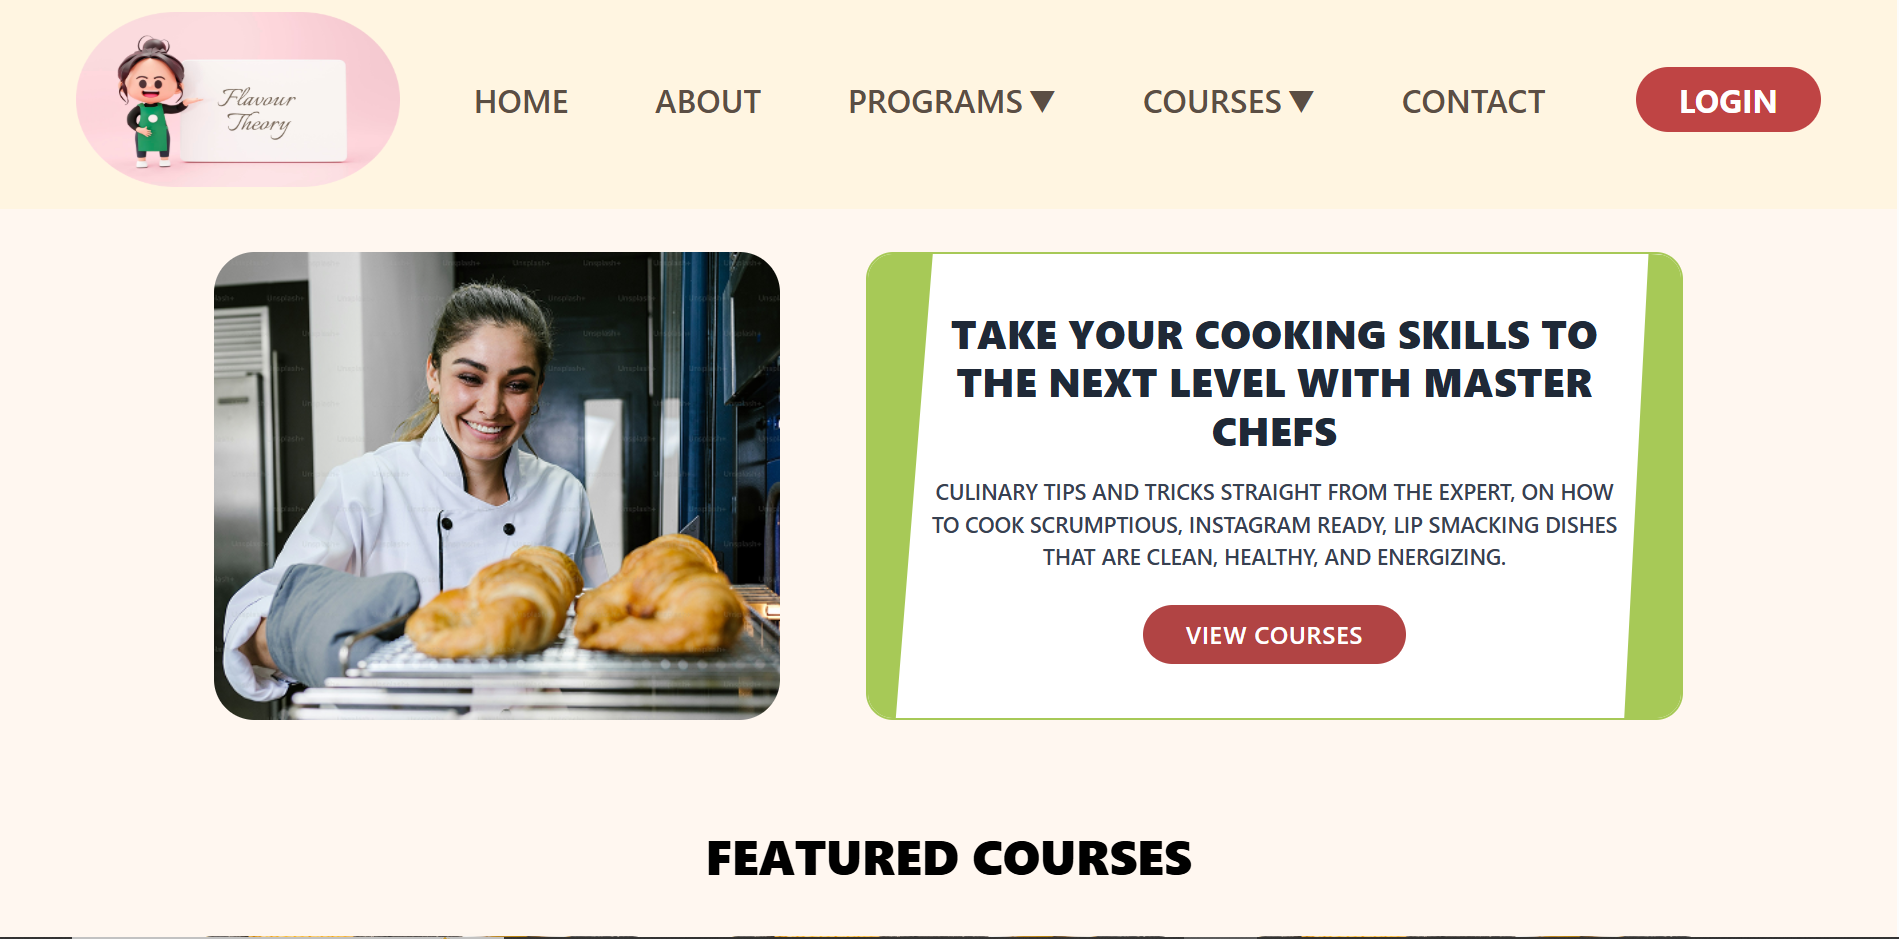 Flavour
Theory
HOME
ABOUT
PROGRAMS ▼
COURSES ▼
CONTACT
LOGIN
TAKE YOUR COOKING SKILLS TO
THE NEXT LEVEL WITH MASTER
CHEFS
CULINARY TIPS AND TRICKS STRAIGHT FROM THE EXPERT, ON HOW
TO COOK SCRUMPTIOUS, INSTAGRAM READY, LIP SMACKING DISHES
THAT ARE CLEAN, HEALTHY, AND ENERGIZING.
VIEW COURSES
FEATURED COURSES